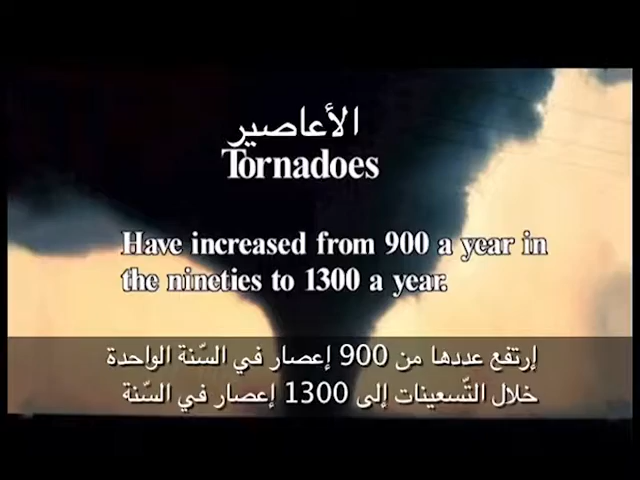 الأعاصير
Tornadoes
Have increased from 900 a year in
the nineties to 1300 a year.
إرتفع عددها من 900 إعصار في السّنة الواحدة
خلال التّسعينات إلى 1300 إعصار في السّنة